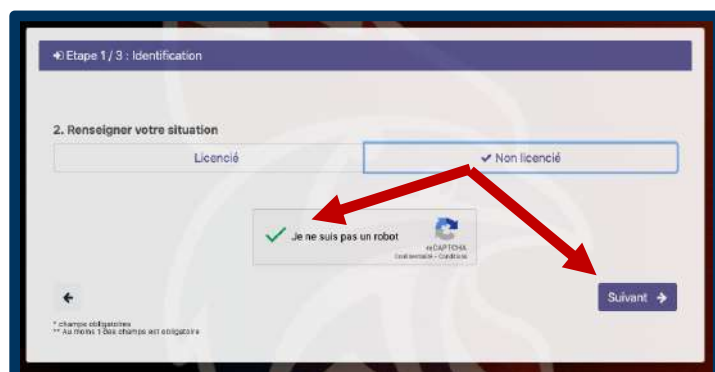 Etape 1 / 3 : Identification
2. Renseigner votre situation
Licencié
✔ Non licencié
Je ne suis pas un robot
reCAPTCHA
Confidentialité - Conditions
Suivant →
* champs obligatoires
** Au moins 1 des champs est obligatoire